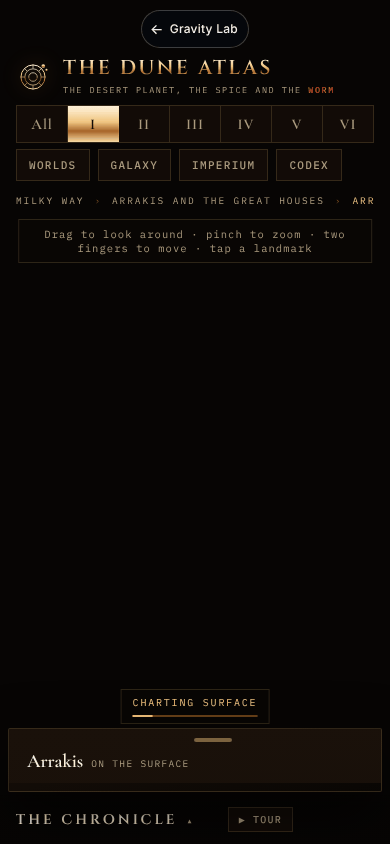 ← Gravity Lab
THE DUNE ATLAS
THE DESERT PLANET, THE SPICE AND THE WORM
All I II III IV V VI
WORLDS GALAXY IMPERIUM CODEX
MILKY WAY › ARRAKIS AND THE GREAT HOUSES › ARR
Drag to look around · pinch to zoom · two
fingers to move · tap a landmark
CHARTING SURFACE
Arrakis ON THE SURFACE
THE CHRONICLE ▴ ▶ TOUR